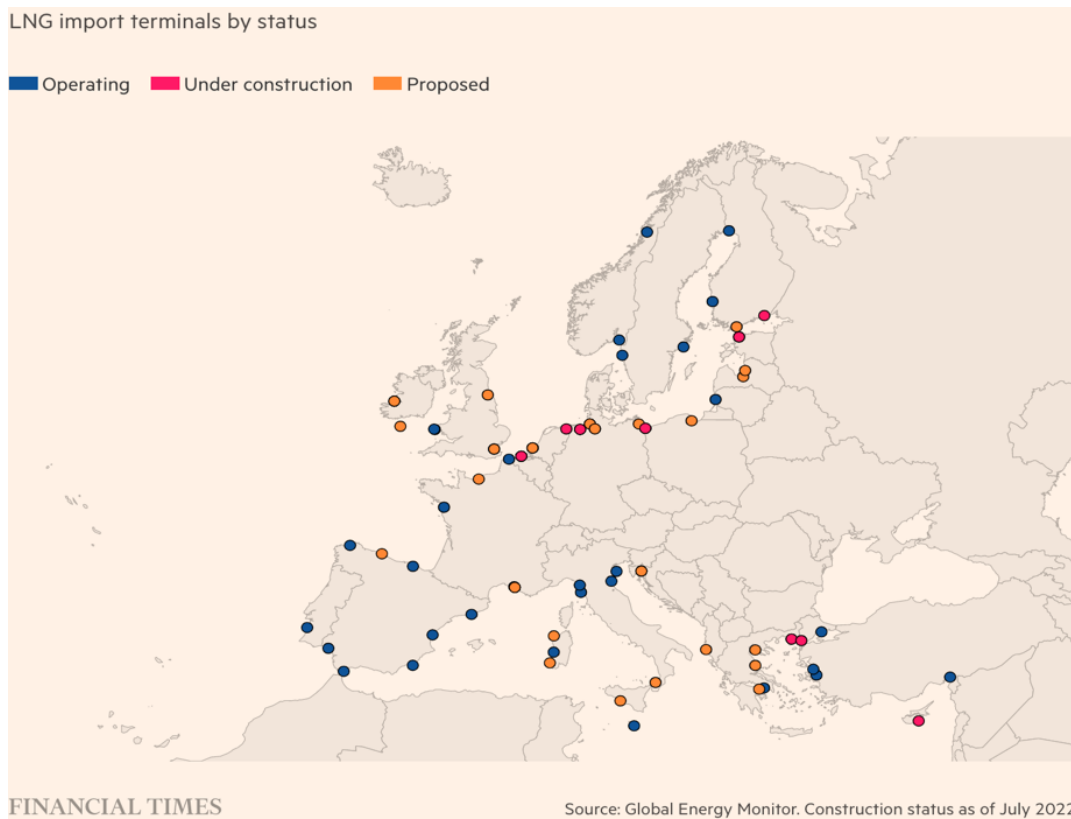 LNG import terminals by status
Operating Under construction Proposed
FINANCIAL TIMES
Source: Global Energy Monitor. Construction status as of July 2022